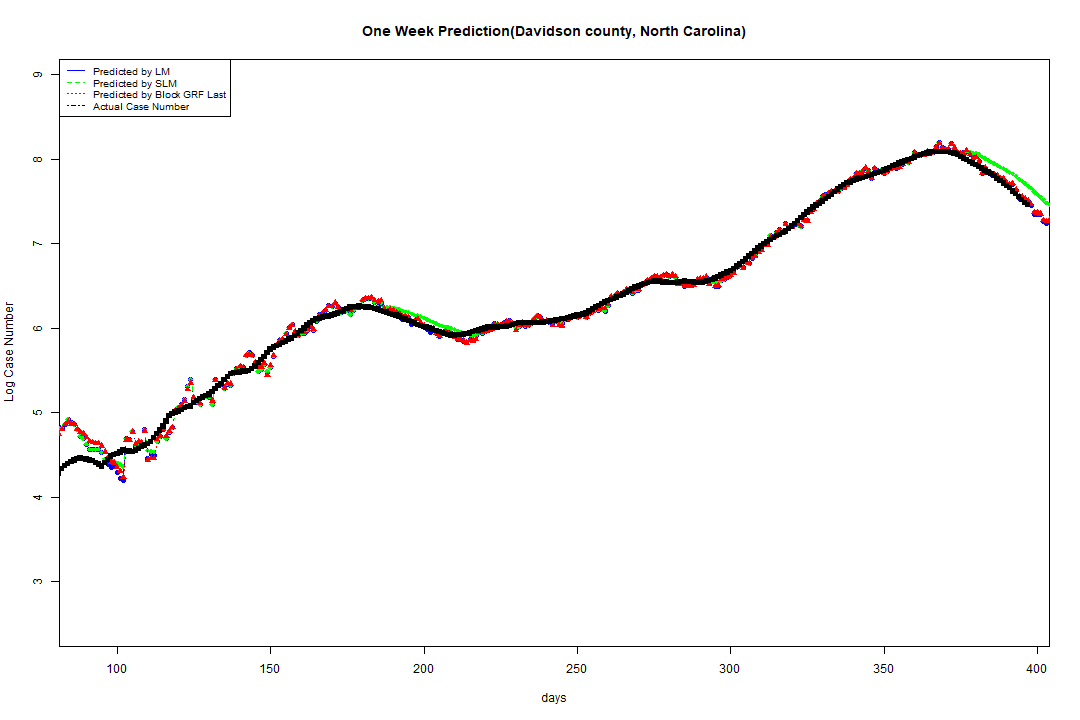 One Week Prediction(Davidson county, North Carolina)
Predicted by LM
Predicted by SLM
Predicted by Block GRF Last
Actual Case Number
9
8
7
6
5
4
3
Log Case Number
100 150 200 250 300 350 400
days